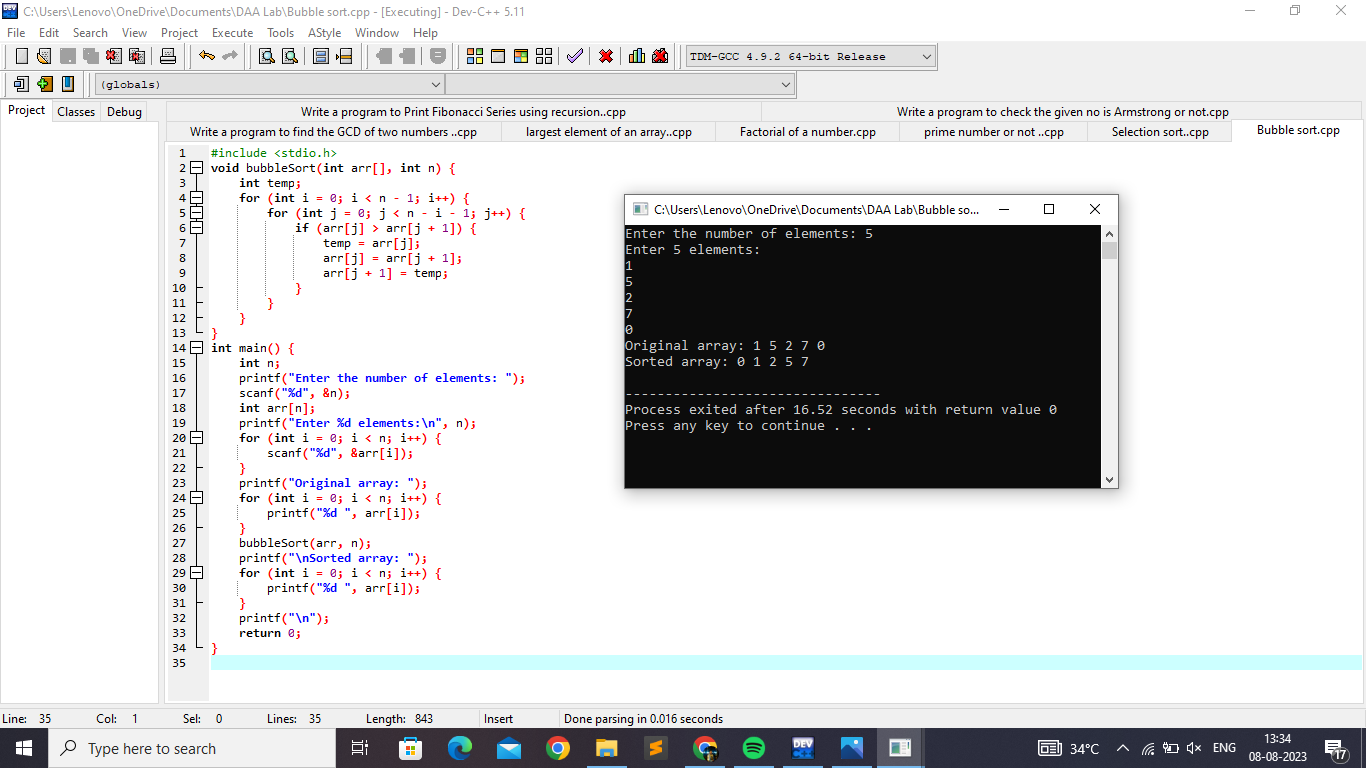 C:\Users\Lenovo\OneDrive\Documents\DAA Lab\Bubble sort.cpp - [Executing] - Dev-C++ 5.11
File Edit Search View Project Execute Tools AStyle Window Help
TDM-GCC 4.9.2 64-bit Release
(globals)
Project Classes Debug
Write a program to Print Fibonacci Series using recursion..cpp Write a program to check the given no is Armstrong or not.cpp
Write a program to find the GCD of two numbers ..cpp largest element of an array..cpp Factorial of a number.cpp prime number or not ..cpp Selection sort..cpp Bubble sort.cpp
1 #include <stdio.h>
2 void bubbleSort(int arr[], int n) {
3 int temp;
4 for (int i = 0; i < n - 1; i++) {
5 for (int j = 0; j < n - i - 1; j++) {
6 if (arr[j] > arr[j + 1]) {
7 temp = arr[j];
8 arr[j] = arr[j + 1];
9 arr[j + 1] = temp;
10 }
11 }
12 }
13 }
14 int main() {
15 int n;
16 printf("Enter the number of elements: ");
17 scanf("%d", &n);
18 int arr[n];
19 printf("Enter %d elements:\n", n);
20 for (int i = 0; i < n; i++) {
21 scanf("%d", &arr[i]);
22 }
23 printf("Original array: ");
24 for (int i = 0; i < n; i++) {
25 printf("%d ", arr[i]);
26 }
27 bubbleSort(arr, n);
28 printf("\nSorted array: ");
29 for (int i = 0; i < n; i++) {
30 printf("%d ", arr[i]);
31 }
32 printf("\n");
33 return 0;
34 }
35
C:\Users\Lenovo\OneDrive\Documents\DAA Lab\Bubble so...
Enter the number of elements: 5
Enter 5 elements:
1
5
2
7
0
Original array: 1 5 2 7 0
Sorted array: 0 1 2 5 7
--------------------------------
Process exited after 16.52 seconds with return value 0
Press any key to continue . . .
Line: 35 Col: 1 Sel: 0 Lines: 35 Length: 843 Insert Done parsing in 0.016 seconds
Type here to search
34°C ENG 13:34
08-08-2023
17